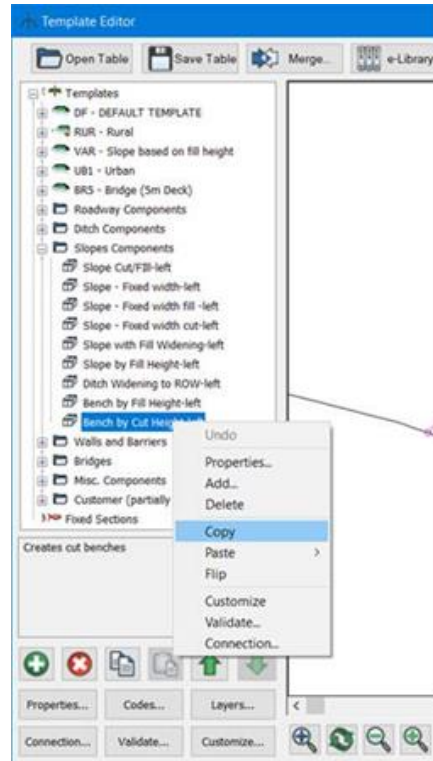 Template Editor
Open Table Save Table Merge... e-Library
Templates
DF - DEFAULT TEMPLATE
RUR - Rural
VAR - Slope based on fill height
UB1 - Urban
BR5 - Bridge (5m Deck)
Roadway Components
Ditch Components
Slopes Components
Slope Cut/Fill-left
Slope - Fixed width-left
Slope - Fixed width fill -left
Slope - Fixed width cut-left
Slope with Fill Widening-left
Slope by Fill Height-left
Ditch Widening to ROW-left
Bench by Fill Height-left
Bench by Cut Height-left
Walls and Barriers
Bridges
Misc. Components
Customer (partially
Fixed Sections
Undo
Properties...
Add...
Delete
Copy
Paste
Flip
Customize
Validate...
Connection...
Creates cut benches
Properties... Codes... Layers...
Connection... Validate... Customize...